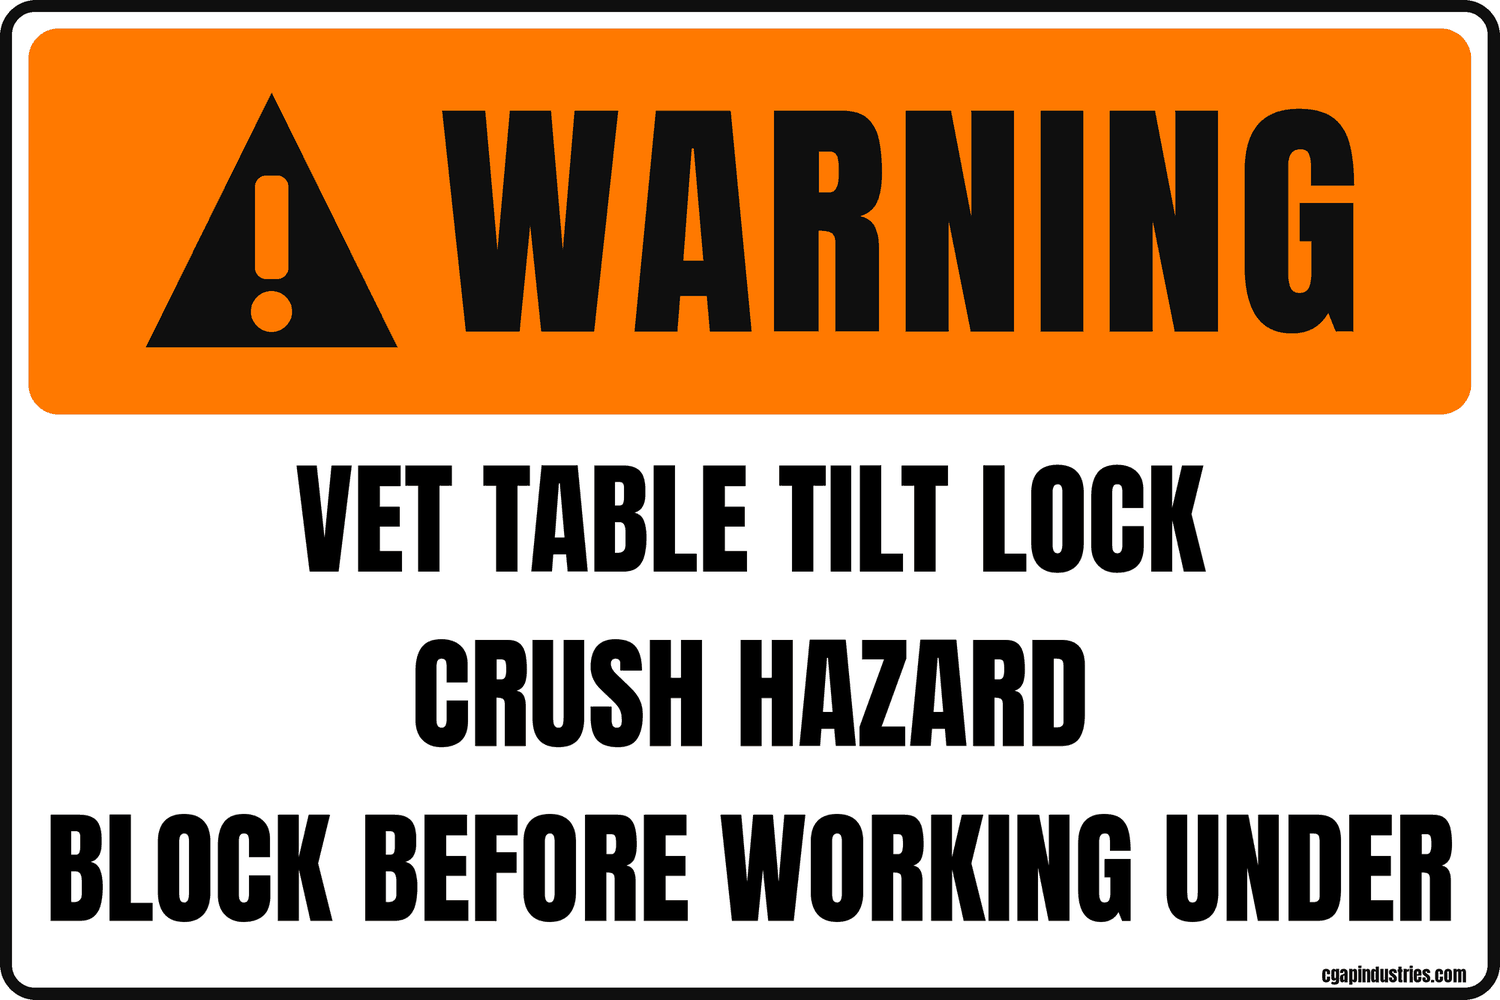 WARNING
VET TABLE TILT LOCK
CRUSH HAZARD
BLOCK BEFORE WORKING UNDER
cgapindustries.com